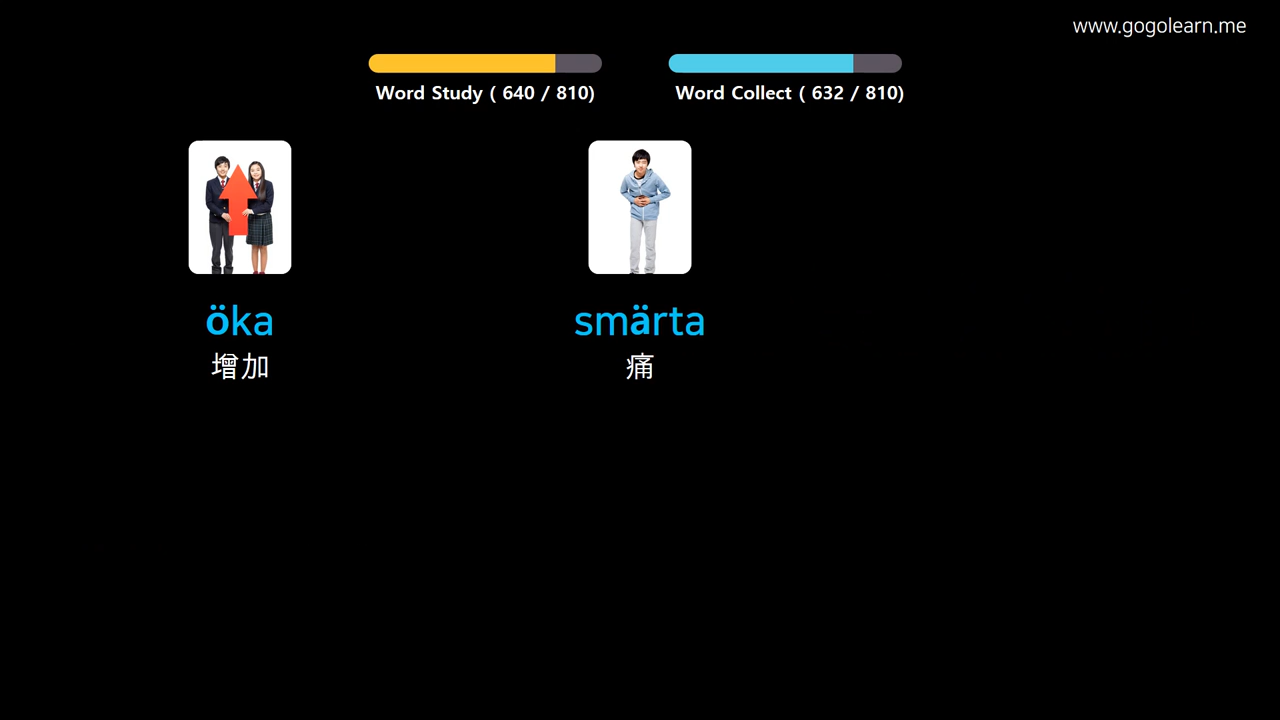 www.gogolearn.me
Word Study ( 640 / 810)
Word Collect ( 632 / 810)
öka
smärta
增加
痛